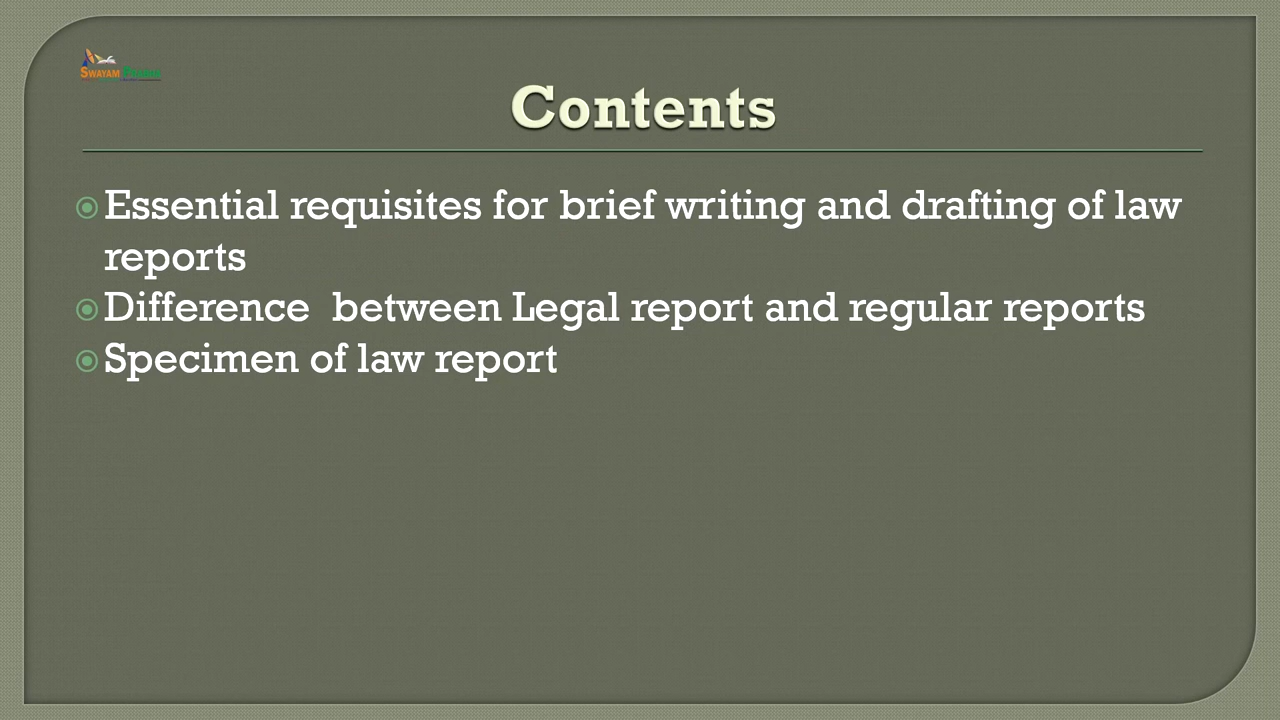 SWAYAM PRABHA
Contents
Essential requisites for brief writing and drafting of law
reports
Difference  between Legal report and regular reports
Specimen of law report